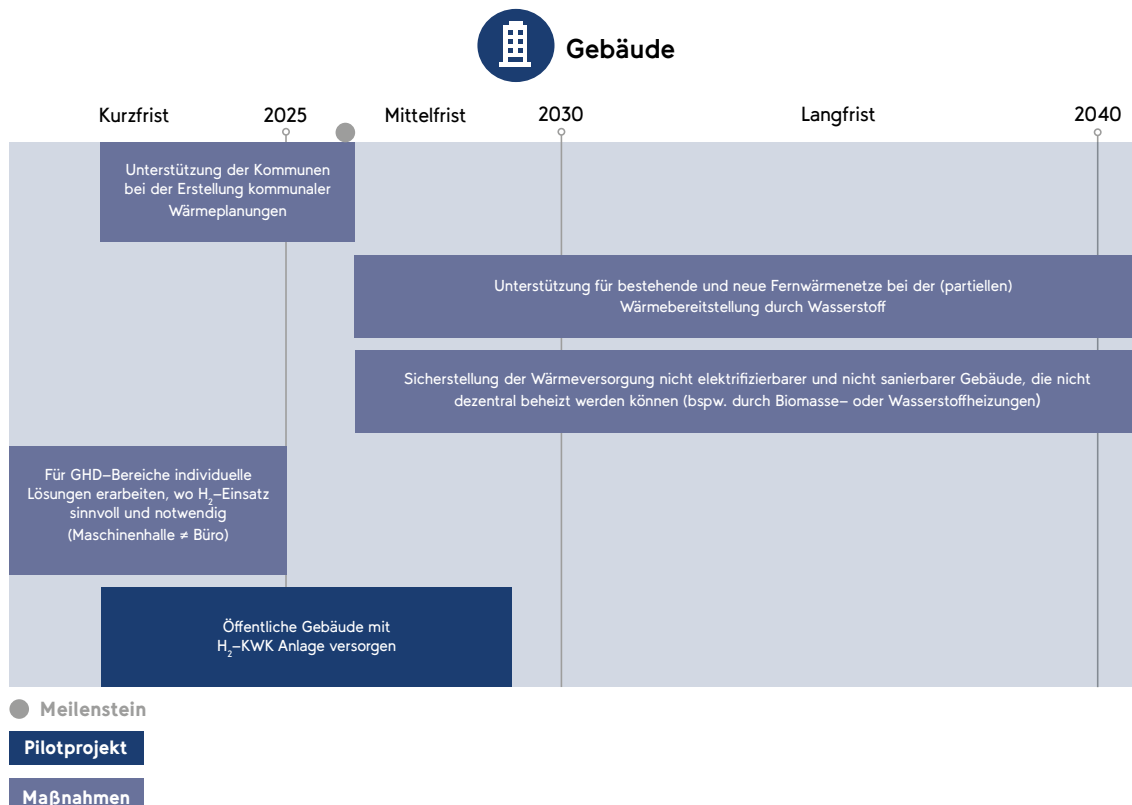 Gebäude
Kurzfrist 2025 Mittelfrist 2030 Langfrist 2040
Unterstützung der Kommunen
bei der Erstellung kommunaler
Wärmeplanungen
Unterstützung für bestehende und neue Fernwärmenetze bei der (partiellen)
Wärmebereitstellung durch Wasserstoff
Sicherstellung der Wärmeversorgung nicht elektrifizierbarer und nicht sanierbarer Gebäude, die nicht
dezentral beheizt werden können (bspw. durch Biomasse– oder Wasserstoffheizungen)
Für GHD–Bereiche individuelle
Lösungen erarbeiten, wo H₂–Einsatz
sinnvoll und notwendig
(Maschinenhalle ≠ Büro)
Öffentliche Gebäude mit
H₂–KWK Anlage versorgen
Meilenstein
Pilotprojekt
Maßnahmen